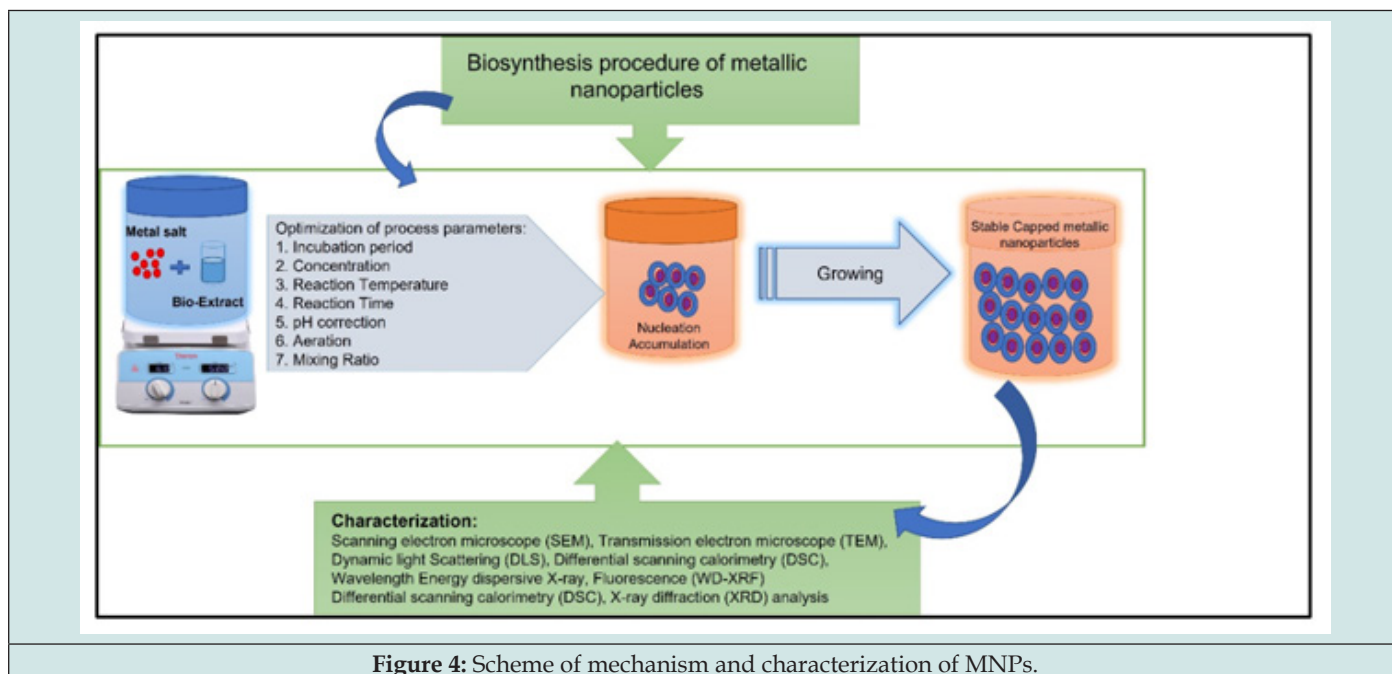 Biosynthesis procedure of metallic
nanoparticles
Metal salt
Bio-Extract
Optimization of process parameters:
1. Incubation period
2. Concentration
3. Reaction Temperature
4. Reaction Time
5. pH correction
6. Aeration
7. Mixing Ratio
Nucleation
Accumulation
Growing
Stable Capped metallic
nanoparticles
Characterization:
Scanning electron microscope (SEM), Transmission electron microscope (TEM),
Dynamic light Scattering (DLS), Differential scanning calorimetry (DSC),
Wavelength Energy dispersive X-ray, Fluorescence (WD-XRF)
Differential scanning calorimetry (DSC), X-ray diffraction (XRD) analysis
Figure 4: Scheme of mechanism and characterization of MNPs.